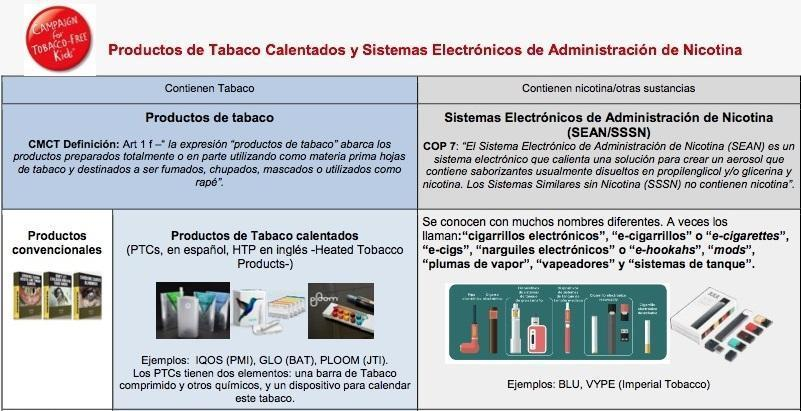 CAMPAIGN
for
TOBACCO-FREE
Kids
Productos de Tabaco Calentados y Sistemas Electrónicos de Administración de Nicotina
Contienen Tabaco
Contienen nicotina/otras sustancias
Productos de tabaco
CMCT Definición: Art 1 f –“ la expresión “productos de tabaco” abarca los
productos preparados totalmente o en parte utilizando como materia prima hojas
de tabaco y destinados a ser fumados, chupados, mascados o utilizados como
rapé”.
Sistemas Electrónicos de Administración de Nicotina
(SEAN/SSSN)
COP 7: “El Sistema Electrónico de Administración de Nicotina (SEAN) es un
sistema electrónico que calienta una solución para crear un aerosol que
contiene saborizantes usualmente disueltos en propilenglicol y/o glicerina y
nicotina. Los Sistemas Similares sin Nicotina (SSSN) no contienen nicotina”.
Productos
convencionales
Productos de Tabaco calentados
(PTCs, en español, HTP en inglés -Heated Tobacco
Products-)
ploom
Ejemplos: IQOS (PMI), GLO (BAT), PLOOM (JTI).
Los PTCs tienen dos elementos: una barra de Tabaco
comprimido y otros químicos, y un dispositivo para calendar
este tabaco.
Se conocen con muchos nombres diferentes. A veces los
llaman:“cigarrillos electrónicos”, “e-cigarrillos” o “e-cigarettes”,
“e-cigs”, “narguiles electrónicos” o “e-hookahs”, “mods”,
“plumas de vapor”, “vapeadores” y “sistemas de tanque”.
Ejemplos: BLU, VYPE (Imperial Tobacco)